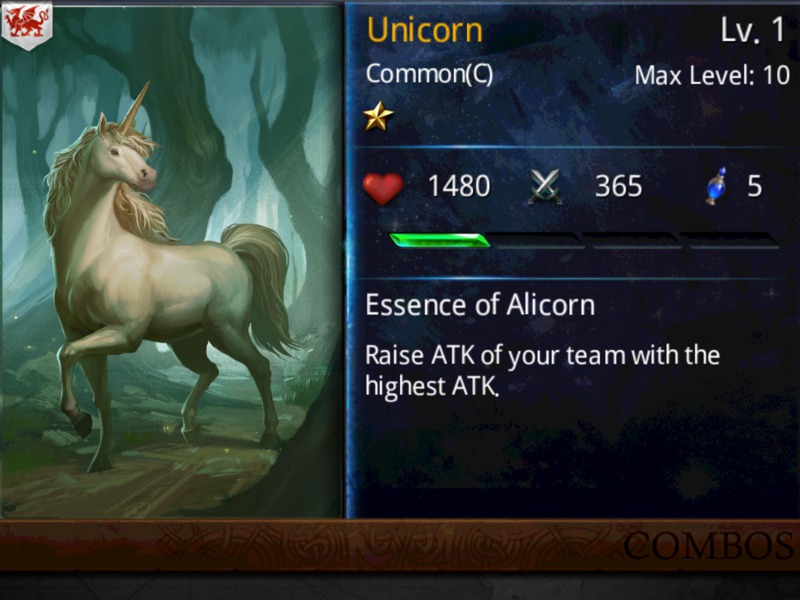 Unicorn
Lv. 1
Common(C)
Max Level: 10
1480
365
5
Essence of Alicorn
Raise ATK of your team with the
highest ATK.
COMBOS